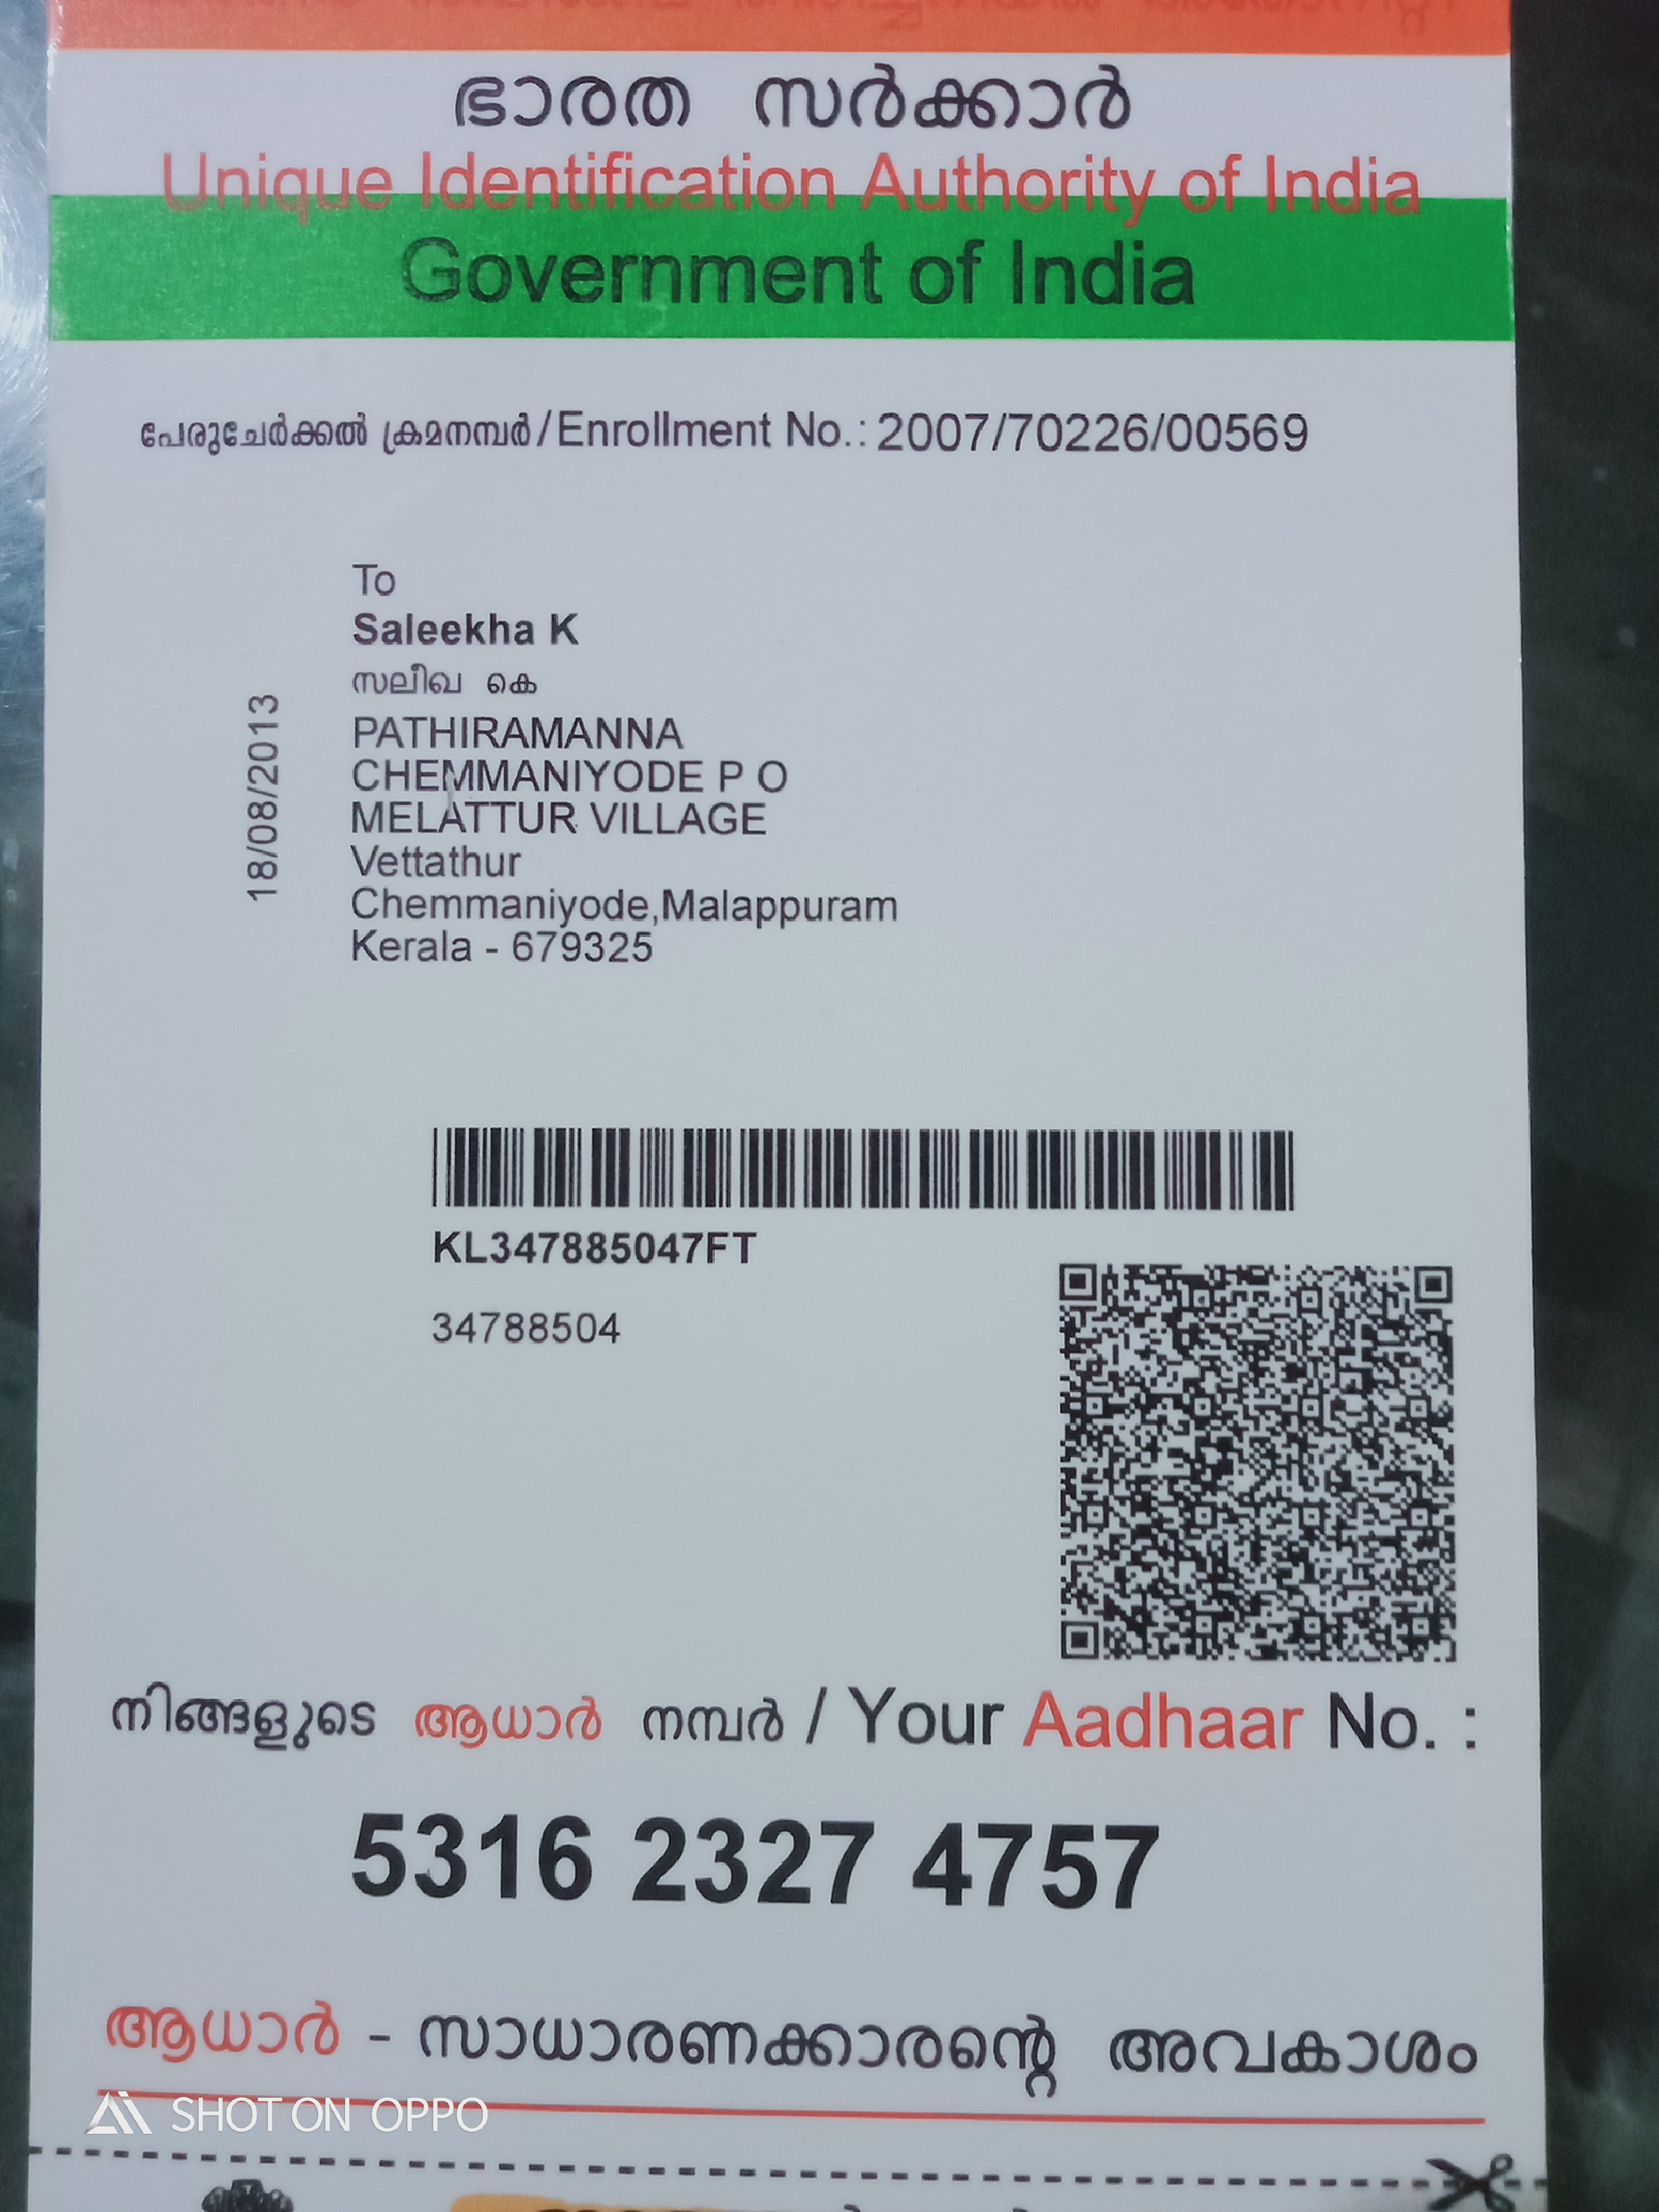 ഭാരത സർക്കാർ
Unique Identification Authority of India
Government of India
പേരുചേർക്കൽ ക്രമനമ്പർ / Enrollment No.: 2007/70226/00569
To
Saleekha K
സലീഖ കെ
PATHIRAMANNA
CHEMMANIYODE P O
MELATTUR VILLAGE
Vettathur
Chemmaniyode,Malappuram
Kerala - 679325
18/08/2013
KL347885047FT
34788504
നിങ്ങളുടെ ആധാർ നമ്പർ / Your Aadhaar No. :
5316 2327 4757
ആധാർ - സാധാരണക്കാരന്റെ അവകാശം
SHOT ON OPPO